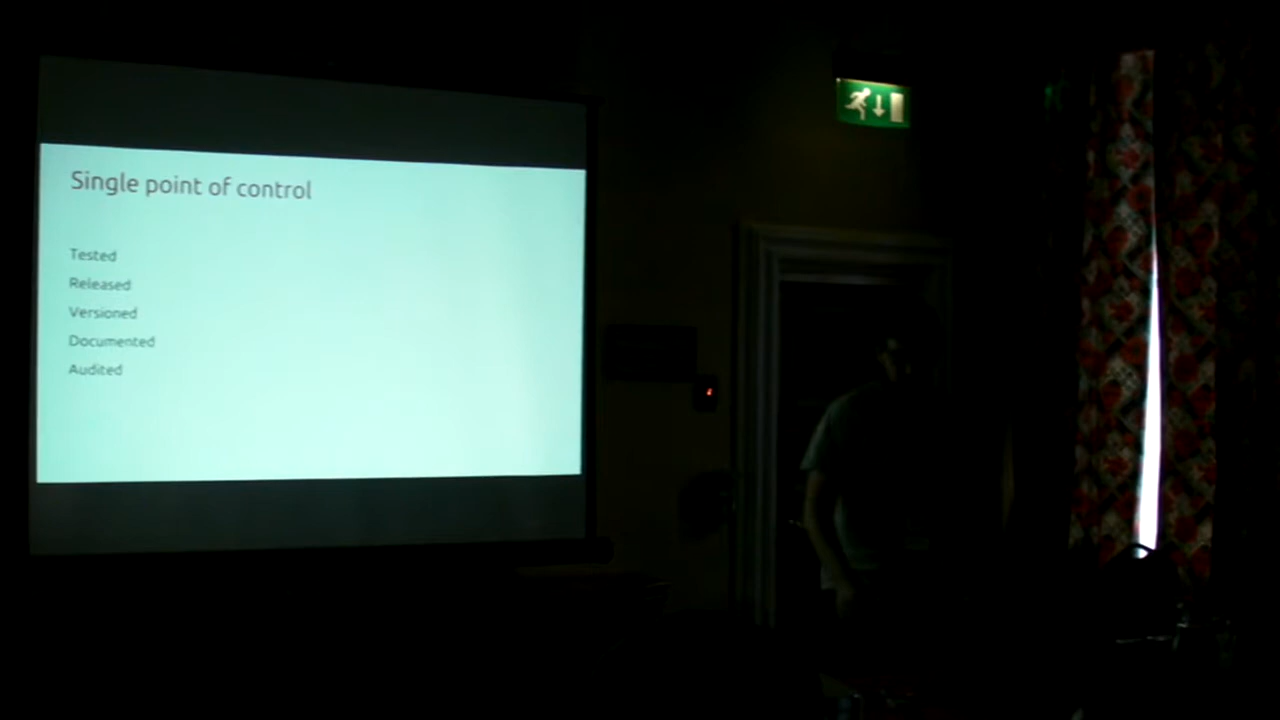 Single point of control
Tested
Released
Versioned
Documented
Audited